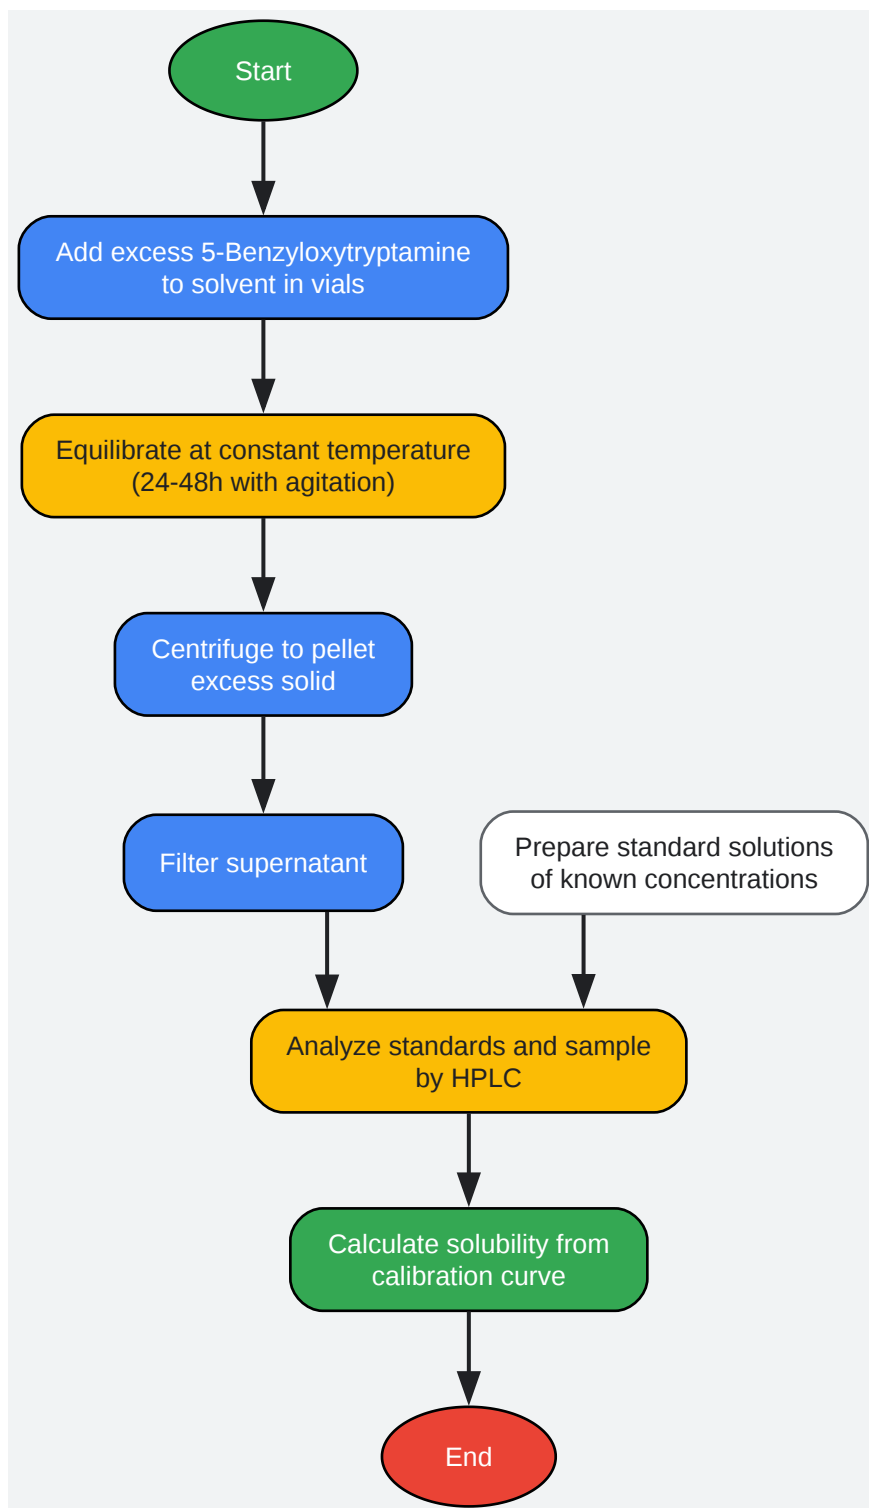 Start
Add excess 5-Benzyloxytryptamine
to solvent in vials
Equilibrate at constant temperature
(24-48h with agitation)
Centrifuge to pellet
excess solid
Filter supernatant
Prepare standard solutions
of known concentrations
Analyze standards and sample
by HPLC
Calculate solubility from
calibration curve
End